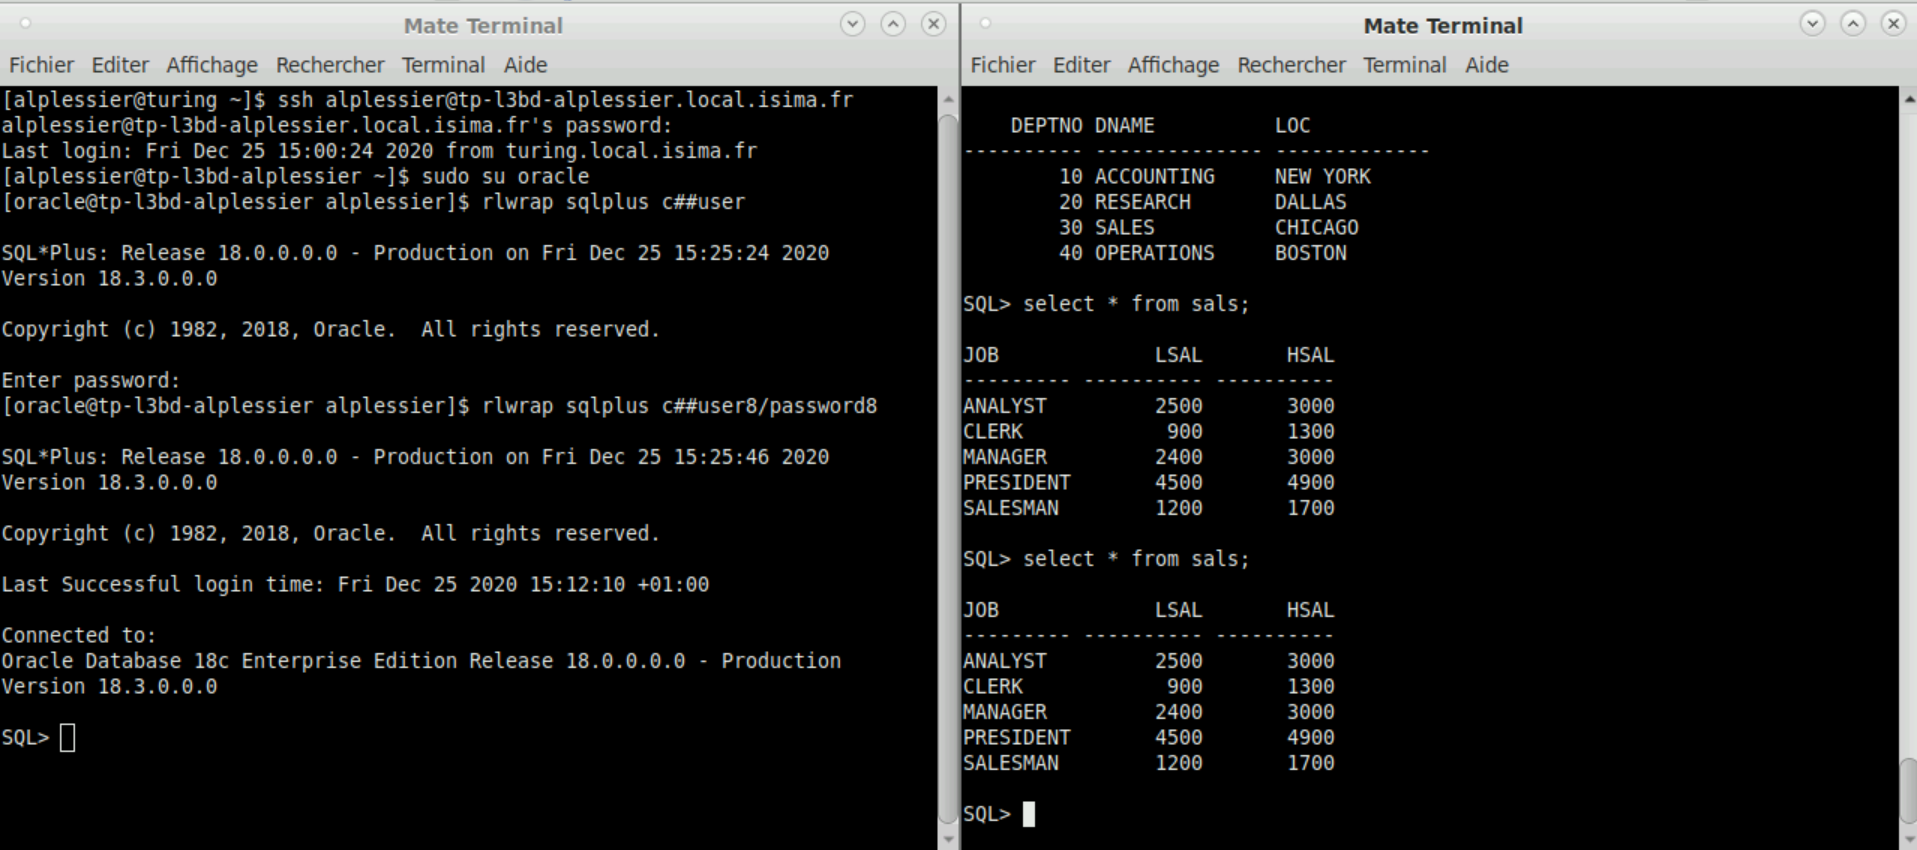 Mate Terminal
Fichier Editer Affichage Rechercher Terminal Aide
[alplessier@turing ~]$ ssh alplessier@tp-l3bd-alplessier.local.isima.fr
alplessier@tp-l3bd-alplessier.local.isima.fr's password:
Last login: Fri Dec 25 15:00:24 2020 from turing.local.isima.fr
[alplessier@tp-l3bd-alplessier ~]$ sudo su oracle
[oracle@tp-l3bd-alplessier alplessier]$ rlwrap sqlplus c##user
SQL*Plus: Release 18.0.0.0.0 - Production on Fri Dec 25 15:25:24 2020
Version 18.3.0.0.0
Copyright (c) 1982, 2018, Oracle.  All rights reserved.
Enter password:
[oracle@tp-l3bd-alplessier alplessier]$ rlwrap sqlplus c##user8/password8
SQL*Plus: Release 18.0.0.0.0 - Production on Fri Dec 25 15:25:46 2020
Version 18.3.0.0.0
Copyright (c) 1982, 2018, Oracle.  All rights reserved.
Last Successful login time: Fri Dec 25 2020 15:12:10 +01:00
Connected to:
Oracle Database 18c Enterprise Edition Release 18.0.0.0.0 - Production
Version 18.3.0.0.0
SQL>
Mate Terminal
Fichier Editer Affichage Rechercher Terminal Aide
    DEPTNO DNAME          LOC
---------- -------------- -------------
        10 ACCOUNTING     NEW YORK
        20 RESEARCH       DALLAS
        30 SALES          CHICAGO
        40 OPERATIONS     BOSTON
SQL> select * from sals;
JOB             LSAL       HSAL
--------- ---------- ----------
ANALYST         2500       3000
CLERK            900       1300
MANAGER         2400       3000
PRESIDENT       4500       4900
SALESMAN        1200       1700
SQL> select * from sals;
JOB             LSAL       HSAL
--------- ---------- ----------
ANALYST         2500       3000
CLERK            900       1300
MANAGER         2400       3000
PRESIDENT       4500       4900
SALESMAN        1200       1700
SQL>